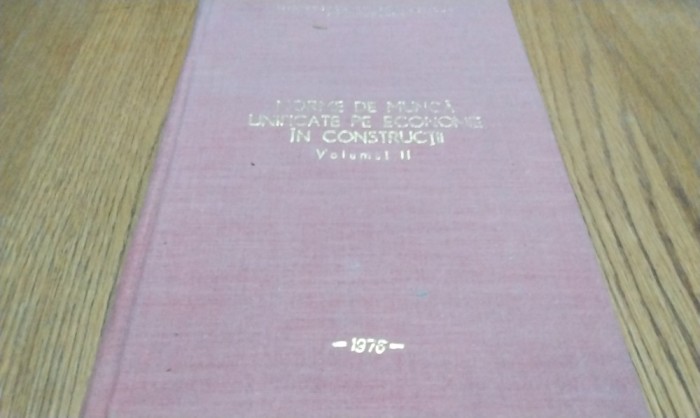 NORME DE MUNCĂ
UNIFICATE PE ECONOMIE
ÎN CONSTRUCȚII
Volumul II
— 1976 —